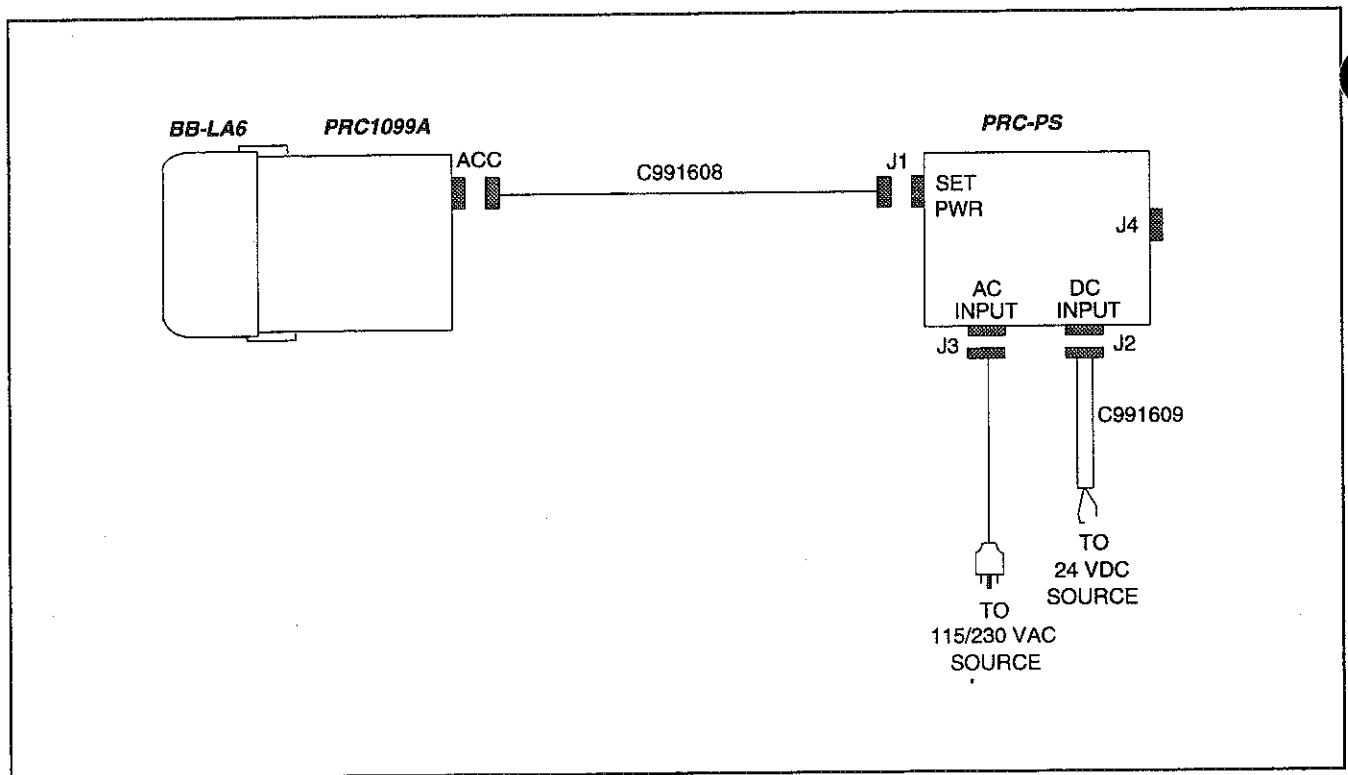 BB-LA6
PRC1099A
ACC
C991608
PRC-PS
J1
SET
PWR
J4
AC
INPUT
DC
INPUT
J3
J2
C991609
TO
24 VDC
SOURCE
TO
115/230 VAC
SOURCE